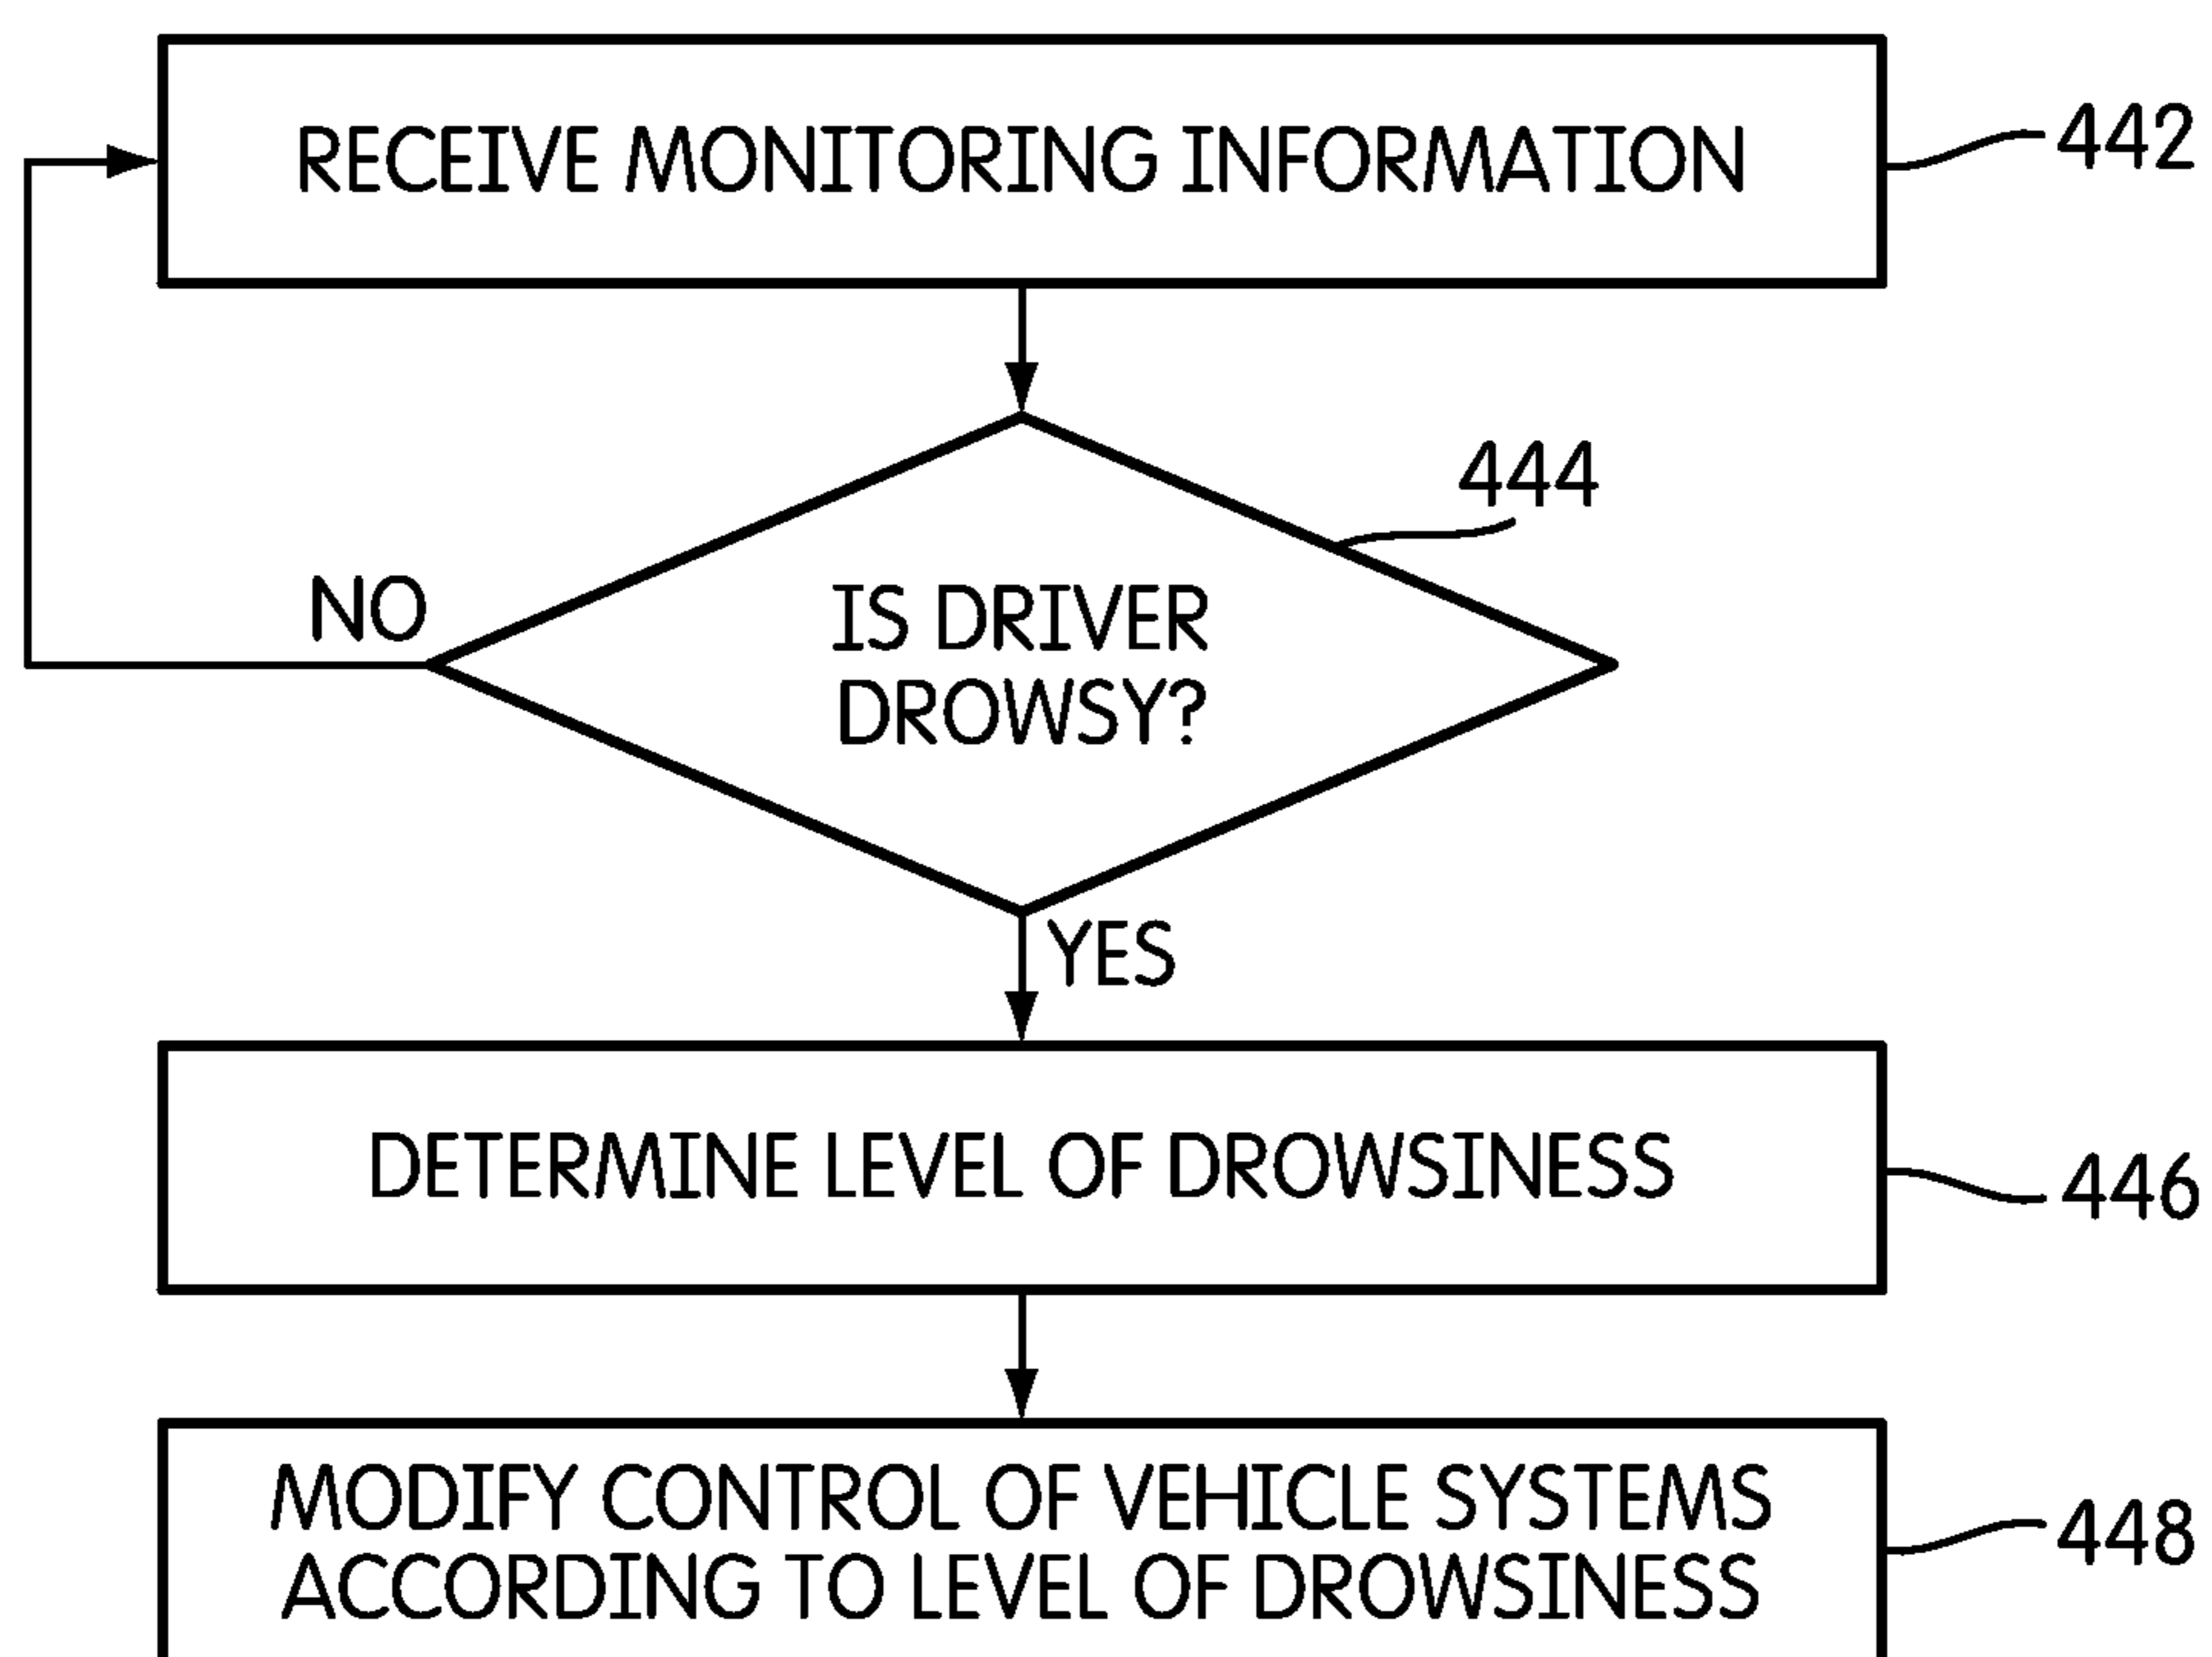 RECEIVE MONITORING INFORMATION
442
444
IS DRIVER
DROWSY?
NO
YES
DETERMINE LEVEL OF DROWSINESS
446
MODIFY CONTROL OF VEHICLE SYSTEMS
ACCORDING TO LEVEL OF DROWSINESS
448